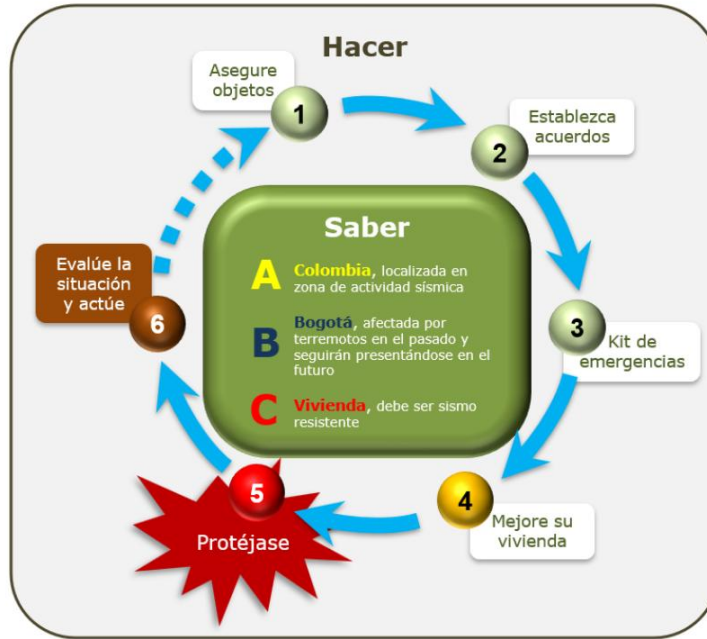 Hacer
Asegure
objetos
1
Establezca
acuerdos
2
3
Kit de
emergencias
4
Mejore su
vivienda
5
Protéjase
Evalúe la
situación
y actúe
6
Saber
A Colombia, localizada en
zona de actividad sísmica
B Bogotá, afectada por
terremotos en el pasado y
seguirán presentándose en el
futuro
C Vivienda, debe ser sismo
resistente